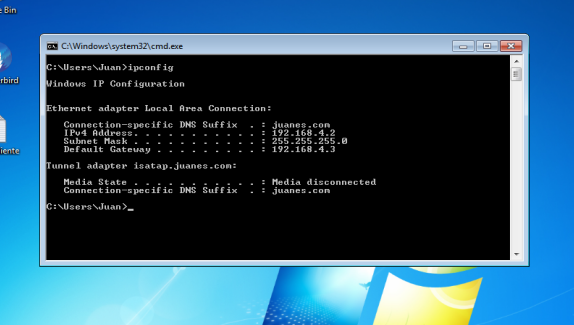 e Bin
C:\Windows\system32\cmd.exe
rbird
iente
C:\Users\Juan>ipconfig
Windows IP Configuration
Ethernet adapter Local Area Connection:
Connection-specific DNS Suffix . : juanes.com
IPv4 Address. . . . . . . . . . . : 192.168.4.2
Subnet Mask . . . . . . . . . . . : 255.255.255.0
Default Gateway . . . . . . . . . : 192.168.4.3
Tunnel adapter isatap.juanes.com:
Media State . . . . . . . . . . . : Media disconnected
Connection-specific DNS Suffix . : juanes.com
C:\Users\Juan>_